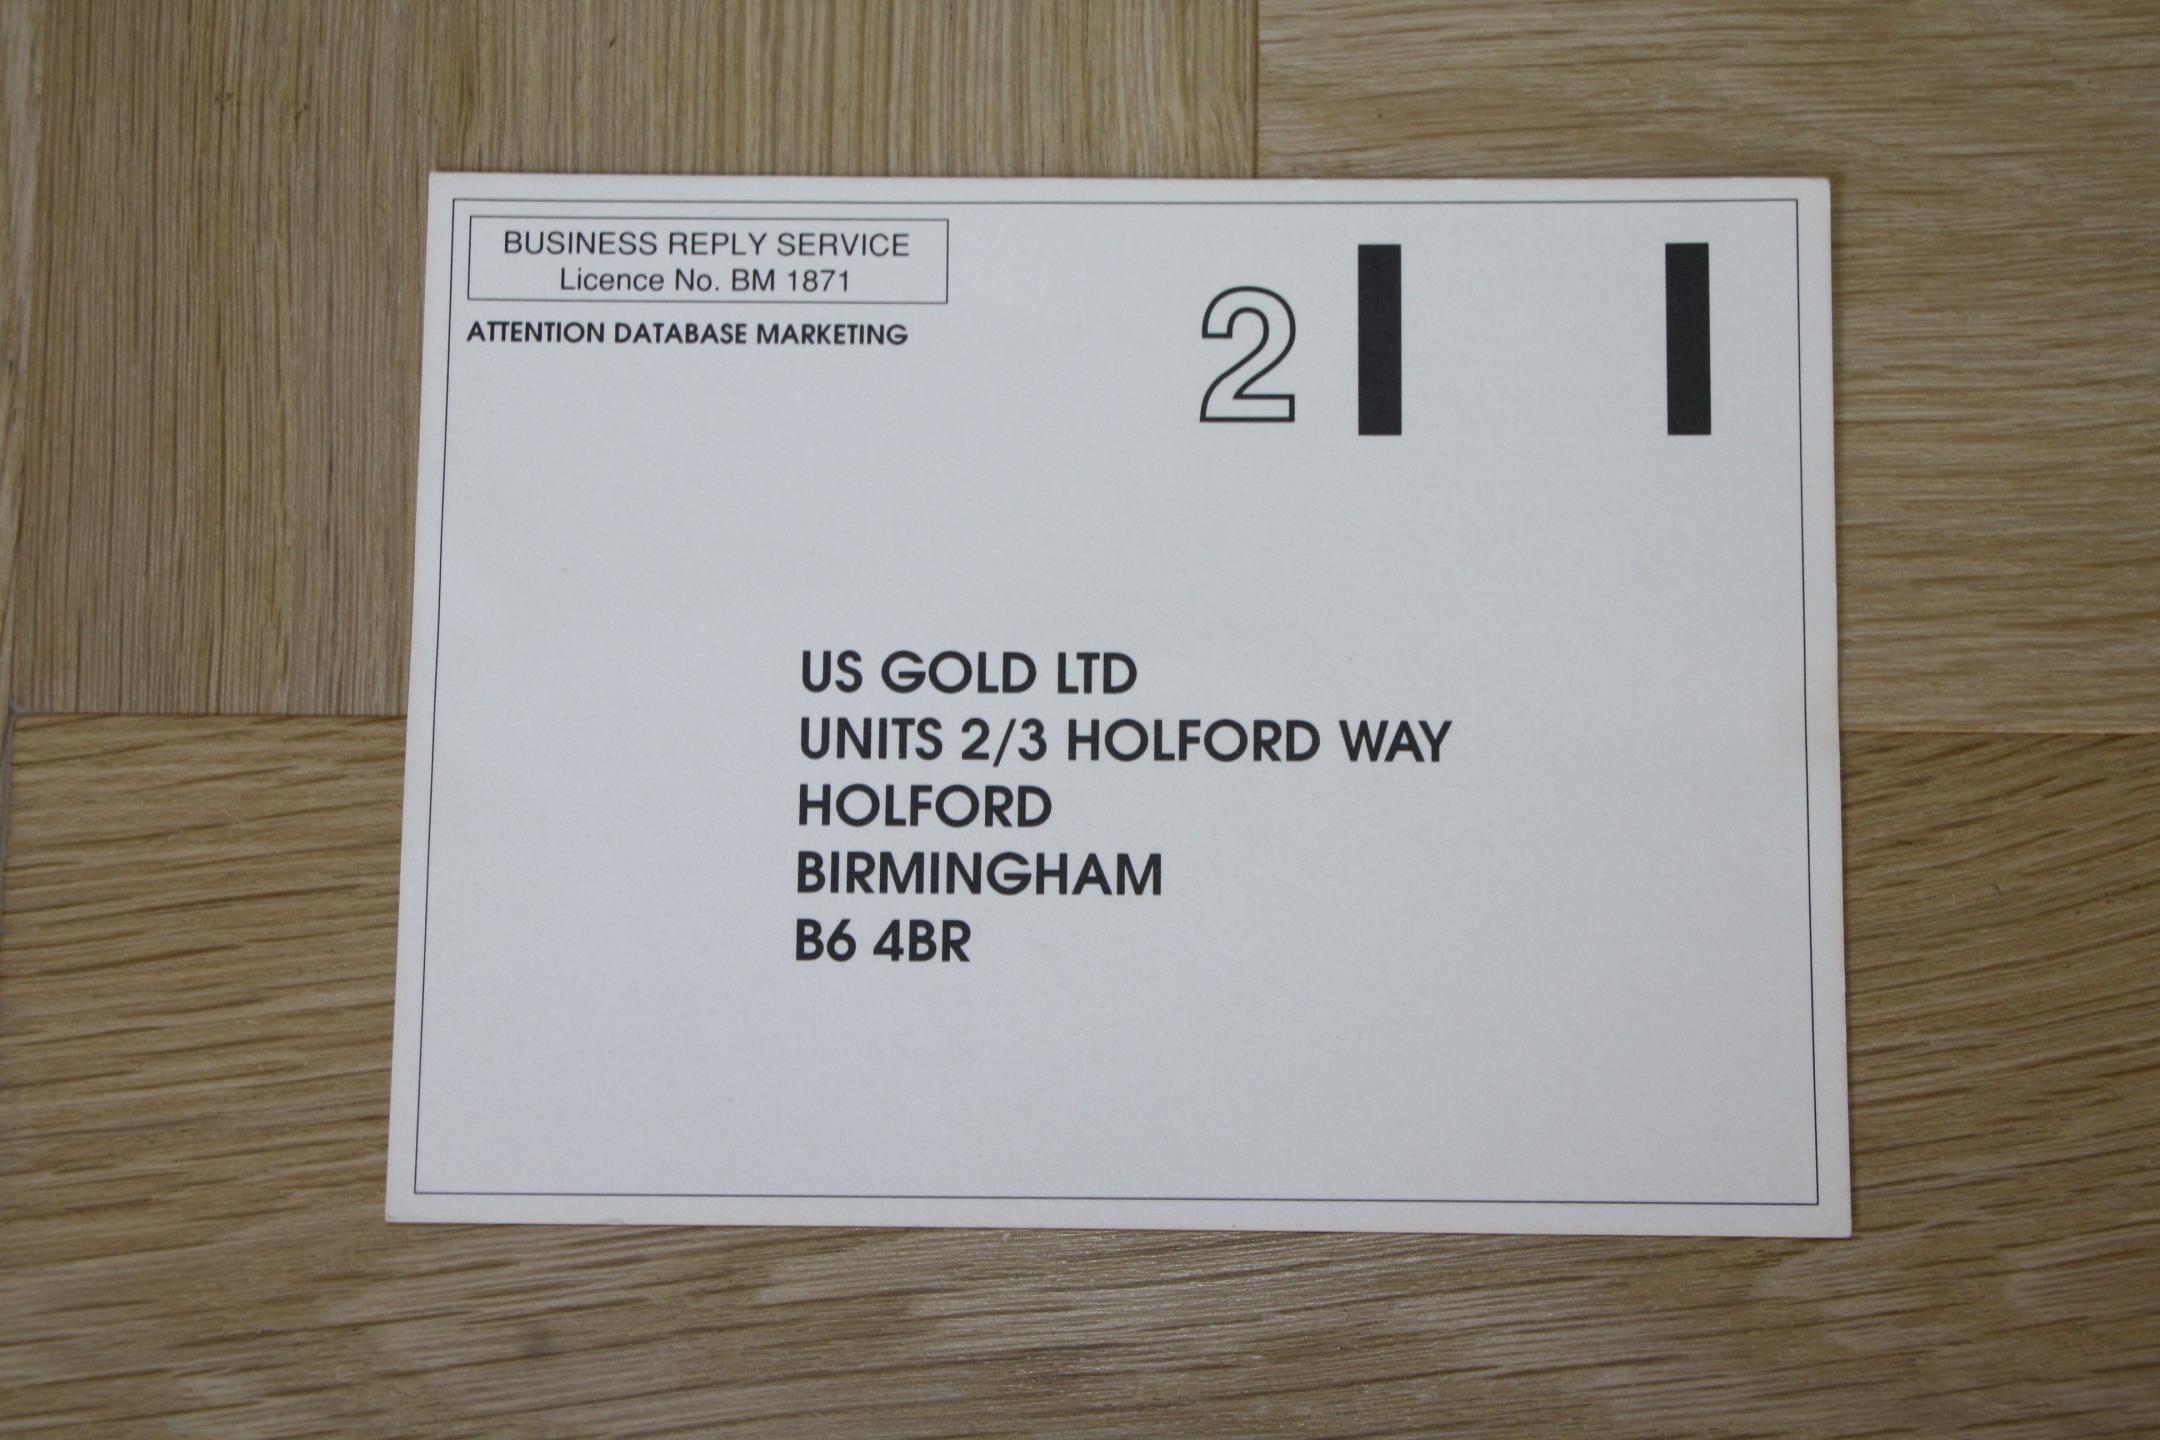 BUSINESS REPLY SERVICE
Licence No. BM 1871
ATTENTION DATABASE MARKETING
2
US GOLD LTD
UNITS 2/3 HOLFORD WAY
HOLFORD
BIRMINGHAM
B6 4BR